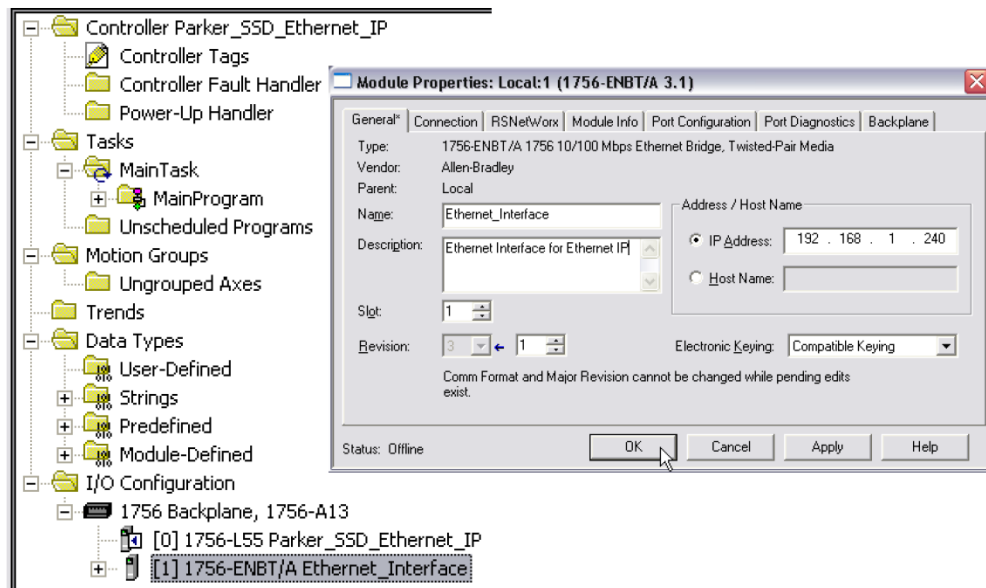 Controller Parker_SSD_Ethernet_IP
Controller Tags
Controller Fault Handler
Power-Up Handler
Tasks
MainTask
MainProgram
Unscheduled Programs
Motion Groups
Ungrouped Axes
Trends
Data Types
User-Defined
Strings
Predefined
Module-Defined
I/O Configuration
1756 Backplane, 1756-A13
[0] 1756-L55 Parker_SSD_Ethernet_IP
[1] 1756-ENBT/A Ethernet_Interface
Module Properties: Local:1 (1756-ENBT/A 3.1)
General* Connection RSNetWorx Module Info Port Configuration Port Diagnostics Backplane
Type: 1756-ENBT/A 1756 10/100 Mbps Ethernet Bridge, Twisted-Pair Media
Vendor: Allen-Bradley
Parent: Local
Name: Ethernet_Interface
Description: Ethernet Interface for Ethernet IP
Address / Host Name
IP Address: 192 . 168 . 1 . 240
Host Name:
Slot: 1
Revision: 3 1
Electronic Keying: Compatible Keying
Comm Format and Major Revision cannot be changed while pending edits
exist.
Status: Offline
OK Cancel Apply Help